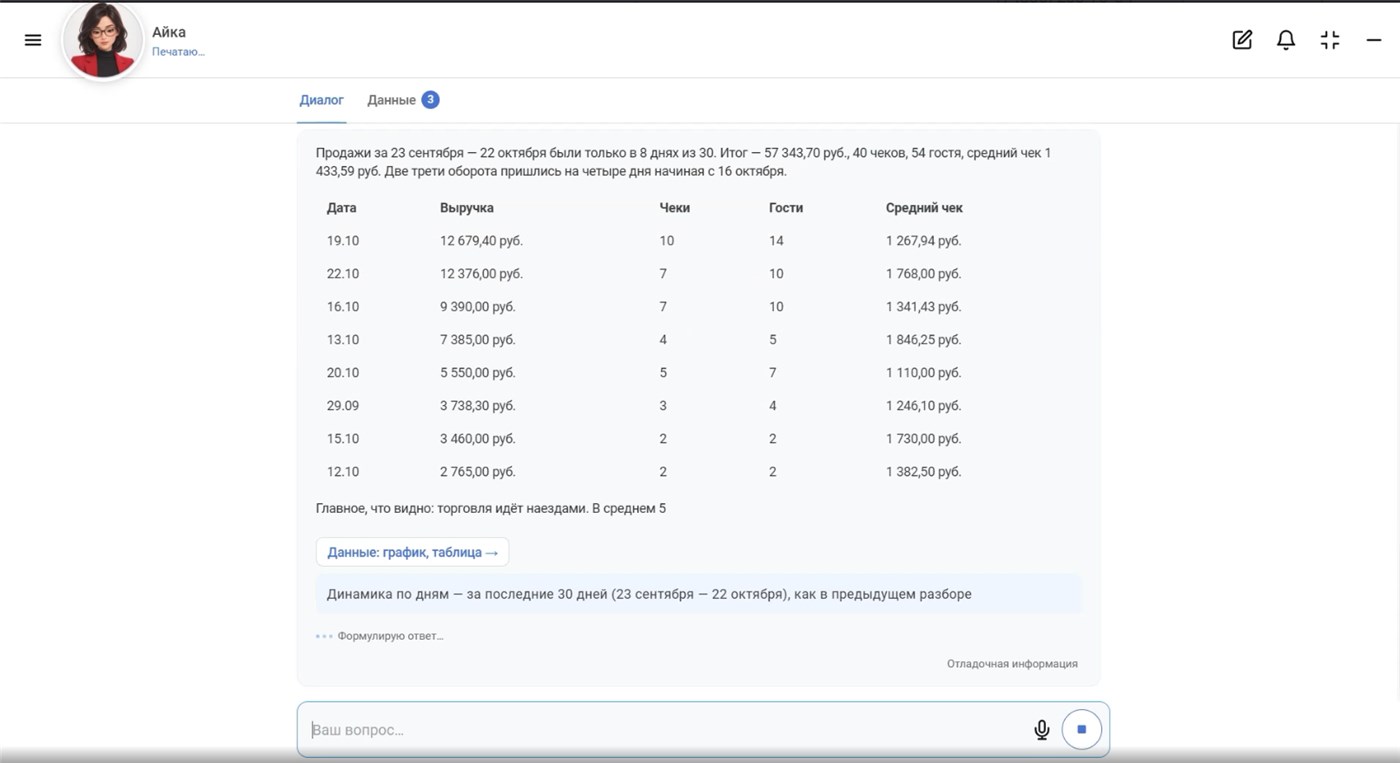 Айка
Печатаю...
Диалог
Данные 3
Продажи за 23 сентября — 22 октября были только в 8 днях из 30. Итог — 57 343,70 руб., 40 чеков, 54 гостя, средний чек 1
433,59 руб. Две трети оборота пришлись на четыре дня начиная с 16 октября.
Дата Выручка Чеки Гости Средний чек
19.10 12 679,40 руб. 10 14 1 267,94 руб.
22.10 12 376,00 руб. 7 10 1 768,00 руб.
16.10 9 390,00 руб. 7 10 1 341,43 руб.
13.10 7 385,00 руб. 4 5 1 846,25 руб.
20.10 5 550,00 руб. 5 7 1 110,00 руб.
29.09 3 738,30 руб. 3 4 1 246,10 руб.
15.10 3 460,00 руб. 2 2 1 730,00 руб.
12.10 2 765,00 руб. 2 2 1 382,50 руб.
Главное, что видно: торговля идёт наездами. В среднем 5
Данные: график, таблица →
Динамика по дням — за последние 30 дней (23 сентября — 22 октября), как в предыдущем разборе
Формулирую ответ...
Отладочная информация
Ваш вопрос...